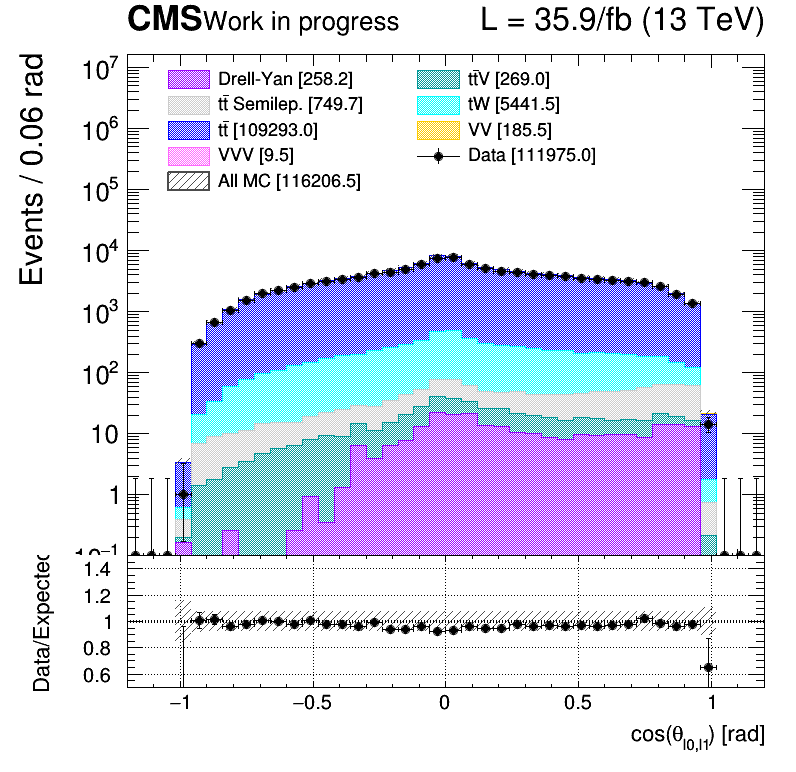 CMS Work in progress L = 35.9/fb (13 TeV)
Events / 0.06 rad
Drell-Yan [258.2]
tt̄ Semilep. [749.7]
tt̄ [109293.0]
VVV [9.5]
All MC [116206.5]
tt̄V [269.0]
tW [5441.5]
VV [185.5]
Data [111975.0]
10⁷
10⁶
10⁵
10⁴
10³
10²
10
1
10⁻¹
Data/Expected
1.4
1.2
1
0.8
0.6
−1 −0.5 0 0.5 1
cos(θ_l0,l1) [rad]